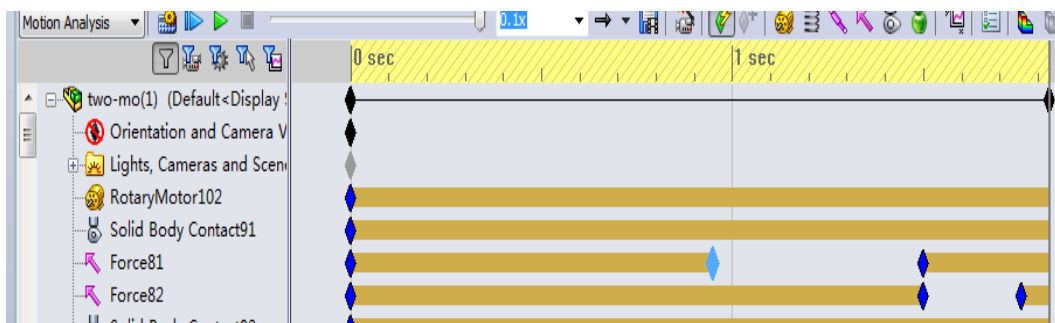 Motion Analysis 0.1x
0 sec 1 sec
two-mo(1) (Default<Display
Orientation and Camera V
Lights, Cameras and Scen
RotaryMotor102
Solid Body Contact91
Force81
Force82